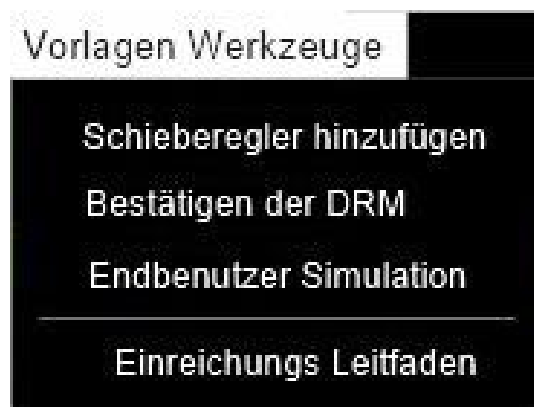 Vorlagen Werkzeuge
Schieberegler hinzufügen
Bestätigen der DRM
Endbenutzer Simulation
Einreichungs Leitfaden